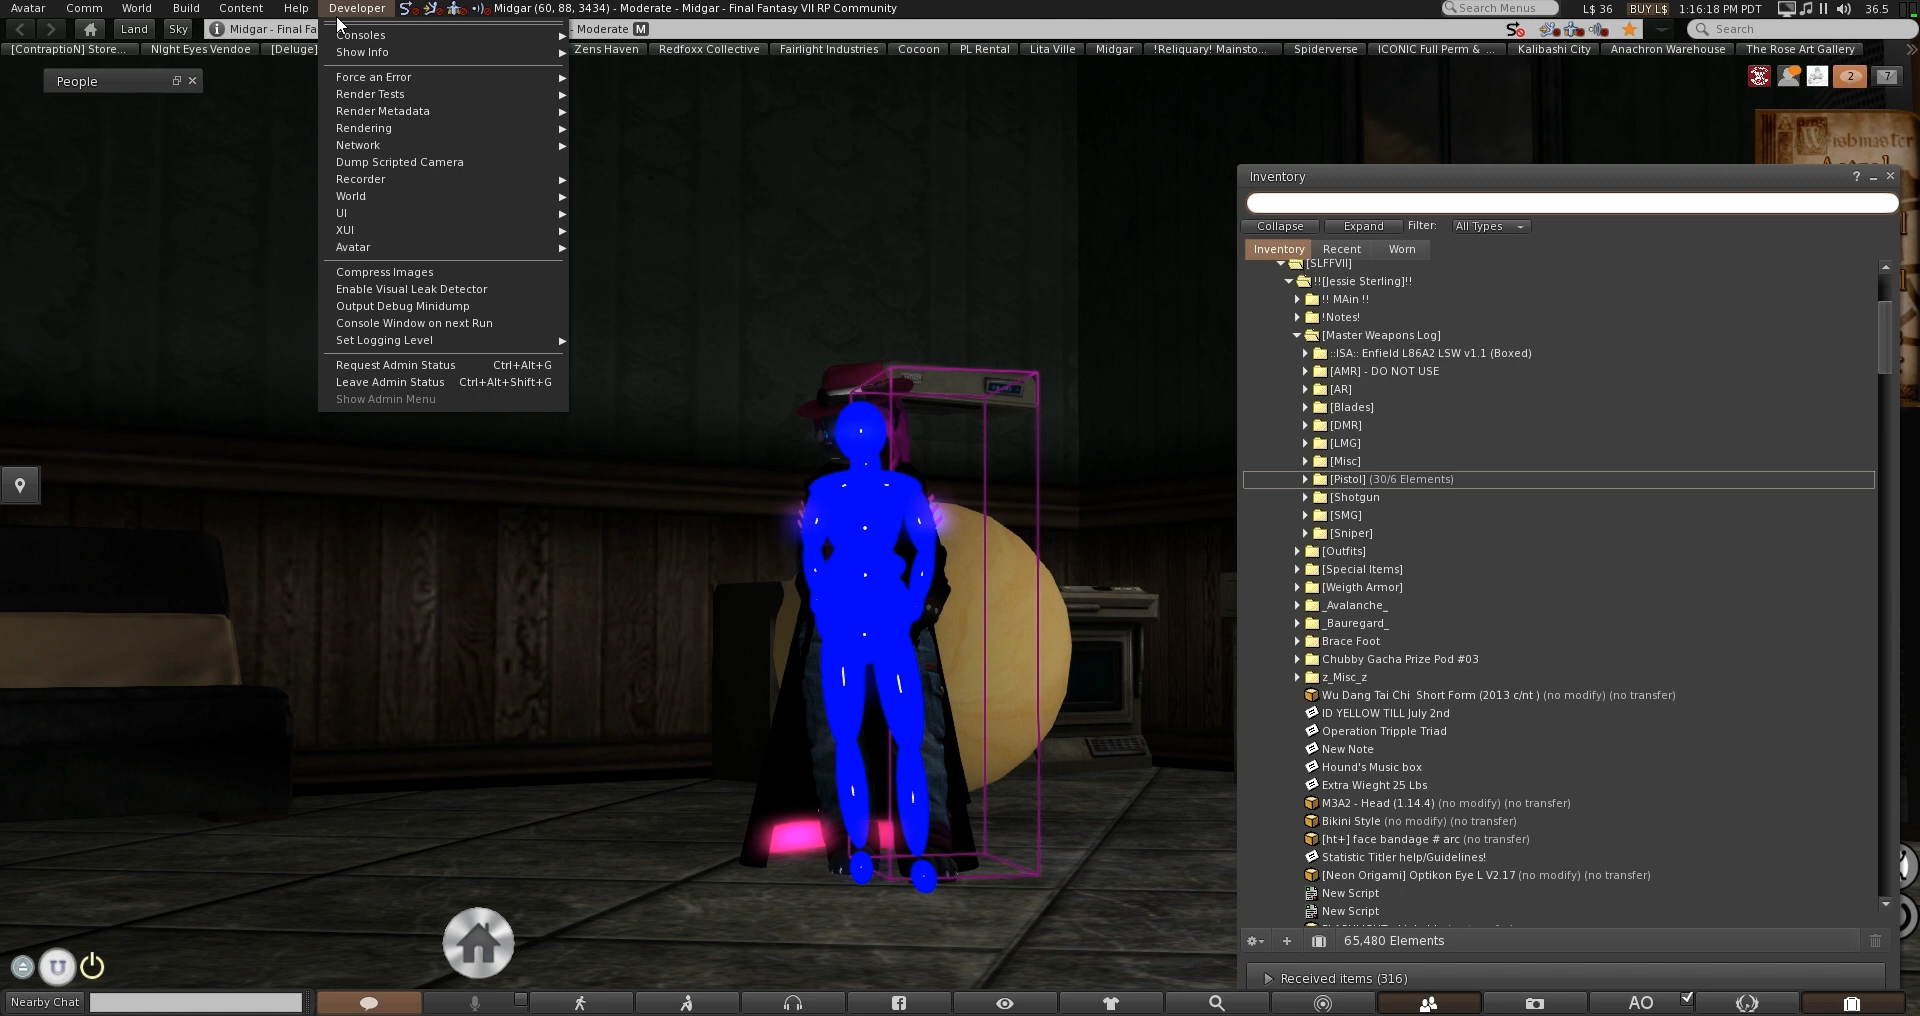 Avatar Comm World Build Content Help Developer Midgar (60, 88, 3434) - Moderate - Midgar - Final Fantasy VII RP Community Search Menus L$ 36 BUY L$ 1:16:18 PM PDT 36.5
Land Sky Midgar - Final Fa - Moderate M Search
[ContraptioN] Store... Night Eyes Vendoe [Deluge] Zens Haven Redfoxx Collective Fairlight Industries Cocoon PL Rental Lita Ville Midgar !Reliquary! Mainsto... Spiderverse ICONIC Full Perm & ... Kalibashi City Anachron Warehouse The Rose Art Gallery
People
2 7
Consoles
Show Info
Force an Error
Render Tests
Render Metadata
Rendering
Network
Dump Scripted Camera
Recorder
World
UI
XUI
Avatar
Compress Images
Enable Visual Leak Detector
Output Debug Minidump
Console Window on next Run
Set Logging Level
Request Admin Status Ctrl+Alt+G
Leave Admin Status Ctrl+Alt+Shift+G
Show Admin Menu
Inventory ?
Collapse Expand Filter: All Types
Inventory Recent Worn
[SLFFVII]
!![Jessie Sterling]!!
!! MAin !!
!Notes!
[Master Weapons Log]
::ISA:: Enfield L86A2 LSW v1.1 (Boxed)
[AMR] - DO NOT USE
[AR]
[Blades]
[DMR]
[LMG]
[Misc]
[Pistol] (30/6 Elements)
[Shotgun
[SMG]
[Sniper]
[Outfits]
[Special Items]
[Weigth Armor]
_Avalanche_
_Bauregard_
Brace Foot
Chubby Gacha Prize Pod #03
z_Misc_z
Wu Dang Tai Chi Short Form (2013 c/nt ) (no modify) (no transfer)
ID YELLOW TILL July 2nd
Operation Tripple Triad
New Note
Hound's Music box
Extra Wieght 25 Lbs
M3A2 - Head (1.14.4) (no modify) (no transfer)
Bikini Style (no modify) (no transfer)
[ht+] face bandage # arc (no transfer)
Statistic Titler help/Guidelines!
[Neon Origami] Optikon Eye L V2.17 (no modify) (no transfer)
New Script
New Script
65,480 Elements
Received items (316)
Nearby Chat AO